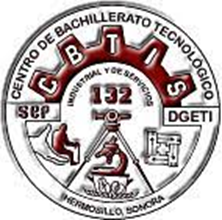 CENTRO DE BACHILLERATO TECNOLÓGICO
CBTIS
INDUSTRIAL Y DE SERVICIOS
132
SEP
DGETI
HERMOSILLO, SONORA